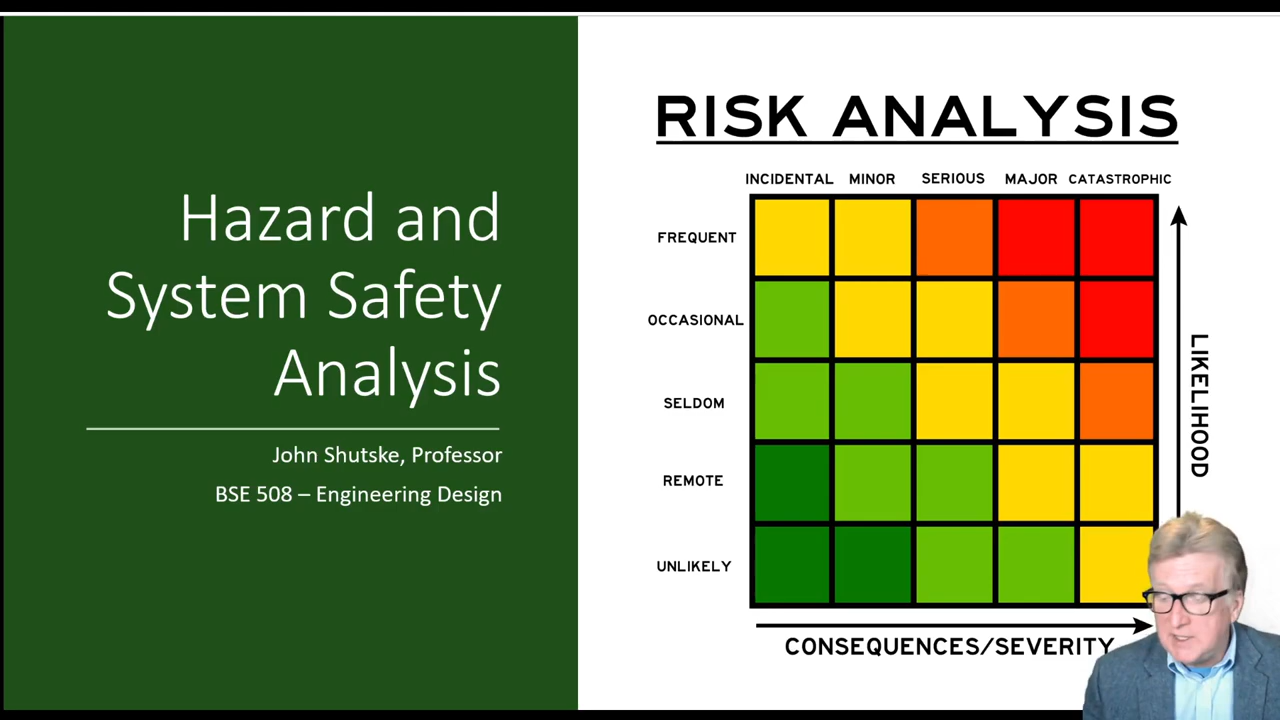 Hazard and
System Safety
Analysis
John Shutske, Professor
BSE 508 – Engineering Design
RISK ANALYSIS
INCIDENTAL MINOR SERIOUS MAJOR CATASTROPHIC
FREQUENT
OCCASIONAL
SELDOM
REMOTE
UNLIKELY
LIKELIHOOD
CONSEQUENCES/SEVERITY